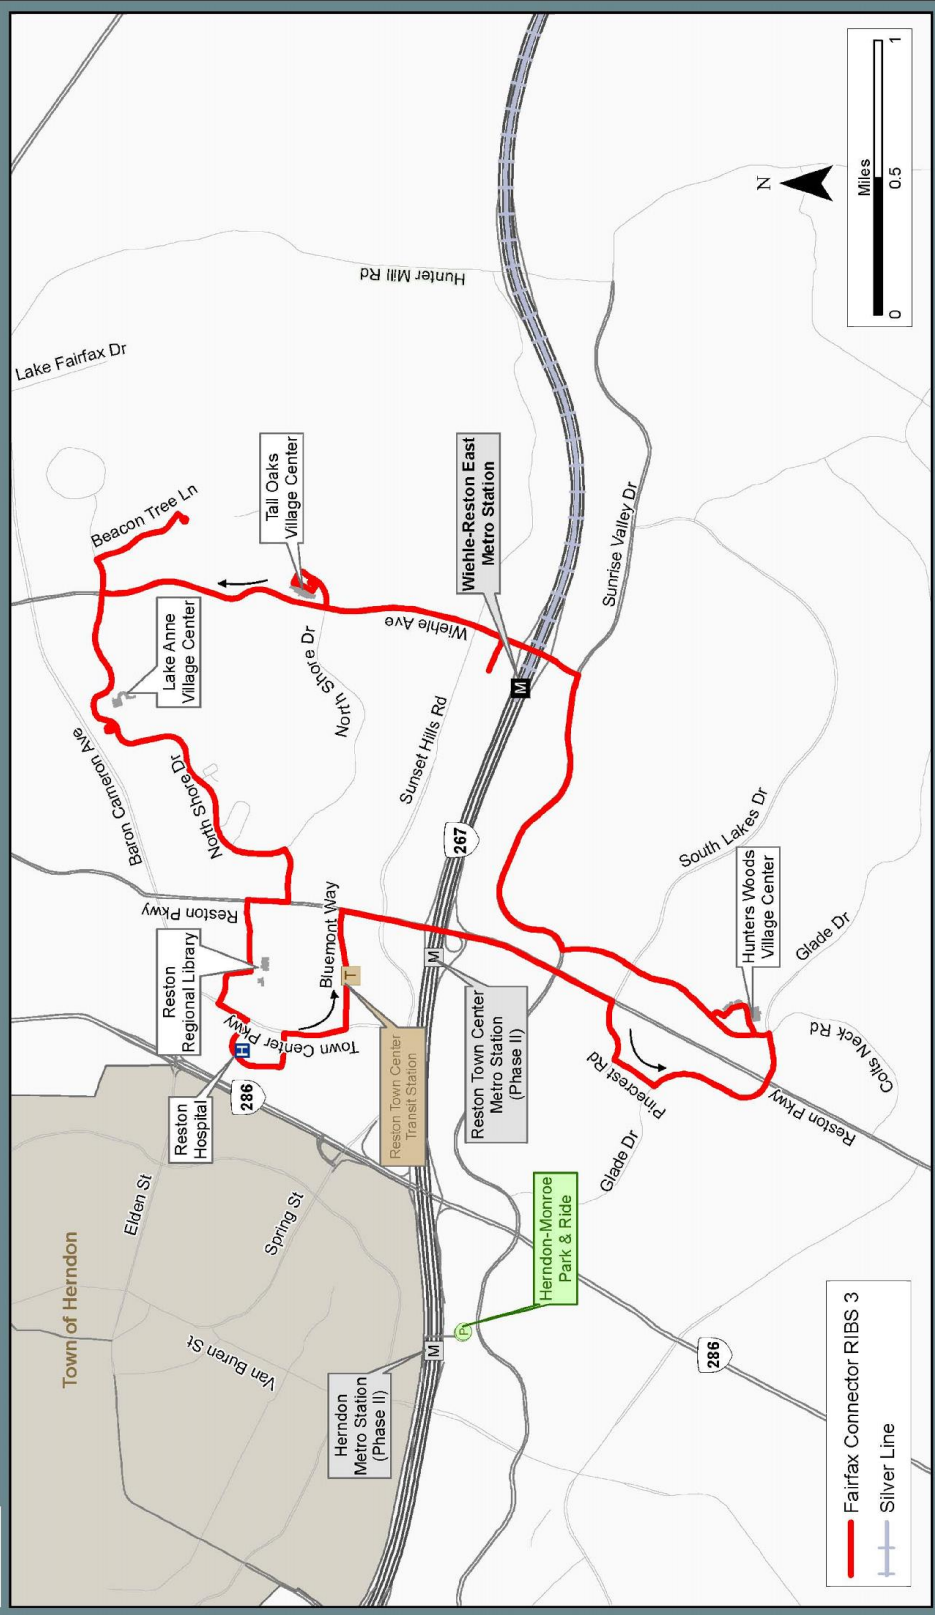 Town of Herndon
Elden St
Spring St
Van Buren St
Herndon
Metro Station
(Phase II)
M
P
Herndon-Monroe
Park & Ride
286
286
Reston
Hospital
H
Town Center Pkwy
Reston
Regional Library
Reston Pkwy
Baron Cameron Ave
North Shore Dr
Lake Anne
Village Center
Beacon Tree Ln
Lake Fairfax Dr
Tall Oaks
Village Center
North Shore Dr
Wiehle Ave
Hunter Mill Rd
Bluemont Way
T
Reston Town Center
Transit Station
Sunset Hills Rd
267
M
Reston Town Center
Metro Station
(Phase II)
Wiehle-Reston East
Metro Station
M
Sunrise Valley Dr
South Lakes Dr
Hunters Woods
Village Center
Glade Dr
Glade Dr
Pinecrest Rd
Reston Pkwy
Colts Neck Rd
Fairfax Connector RIBS 3
Silver Line
N
Miles
0
0.5
1